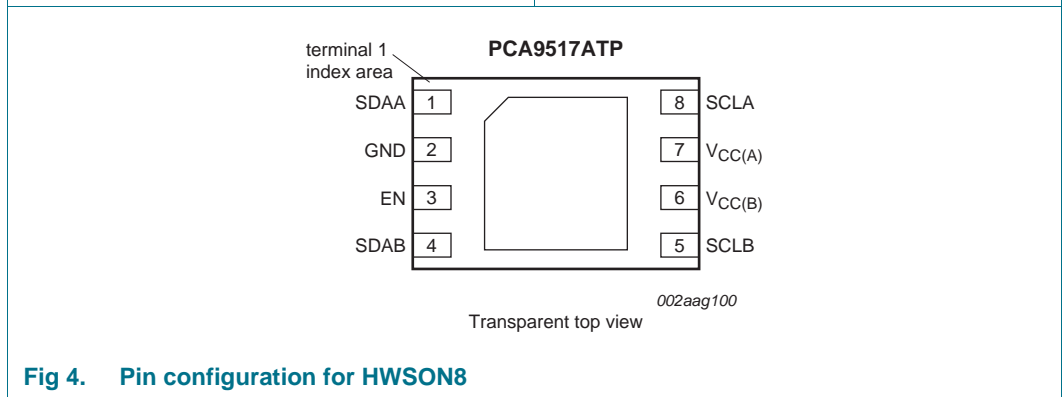 PCA9517ATP
terminal 1
index area
SDAA 1 8 SCLA
GND 2 7 VCC(A)
EN 3 6 VCC(B)
SDAB 4 5 SCLB
002aag100
Transparent top view
Fig 4. Pin configuration for HWSON8